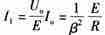 I₁ = U₀/E I₀ = 1/β² E/R